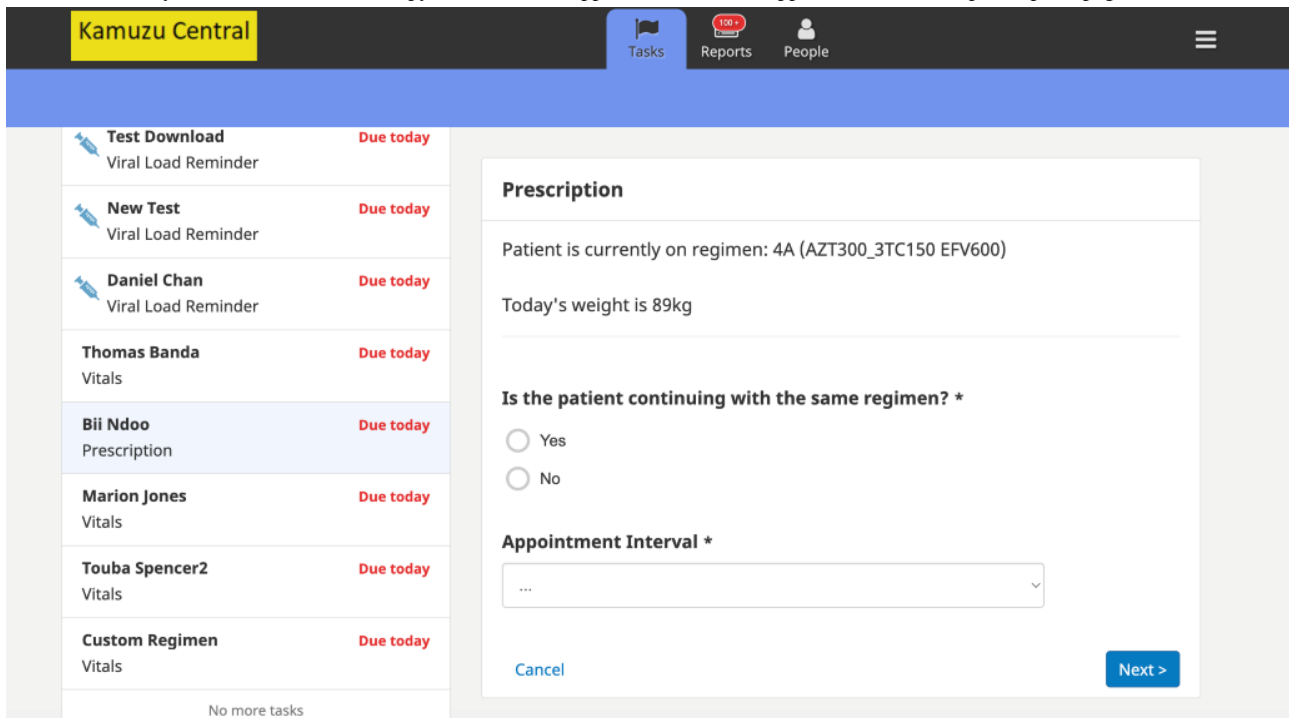 Kamuzu Central
Tasks
100+
Reports
People
Test Download Due today
Viral Load Reminder
New Test Due today
Viral Load Reminder
Daniel Chan Due today
Viral Load Reminder
Thomas Banda Due today
Vitals
Bii Ndoo Due today
Prescription
Marion Jones Due today
Vitals
Touba Spencer2 Due today
Vitals
Custom Regimen Due today
Vitals
No more tasks
Prescription
Patient is currently on regimen: 4A (AZT300_3TC150 EFV600)
Today's weight is 89kg
Is the patient continuing with the same regimen? *
Yes
No
Appointment Interval *
...
Cancel
Next >